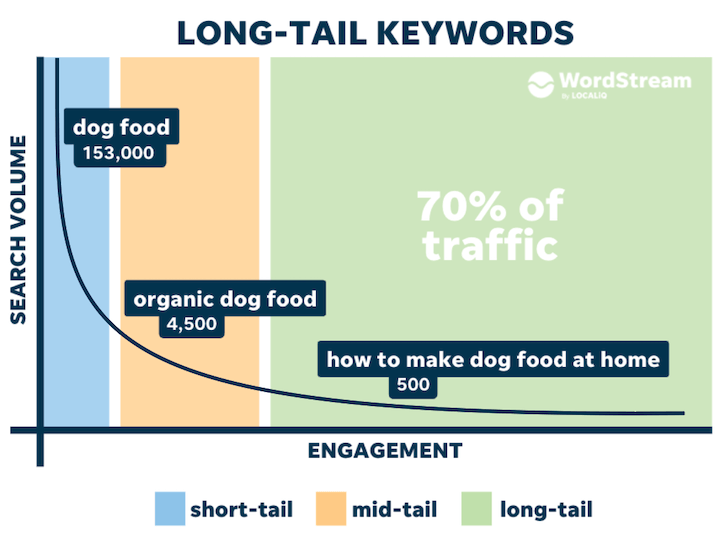 LONG-TAIL KEYWORDS
WordStream
By LOCALiQ
dog food
153,000
70% of
traffic
SEARCH VOLUME
organic dog food
4,500
how to make dog food at home
500
ENGAGEMENT
short-tail
mid-tail
long-tail